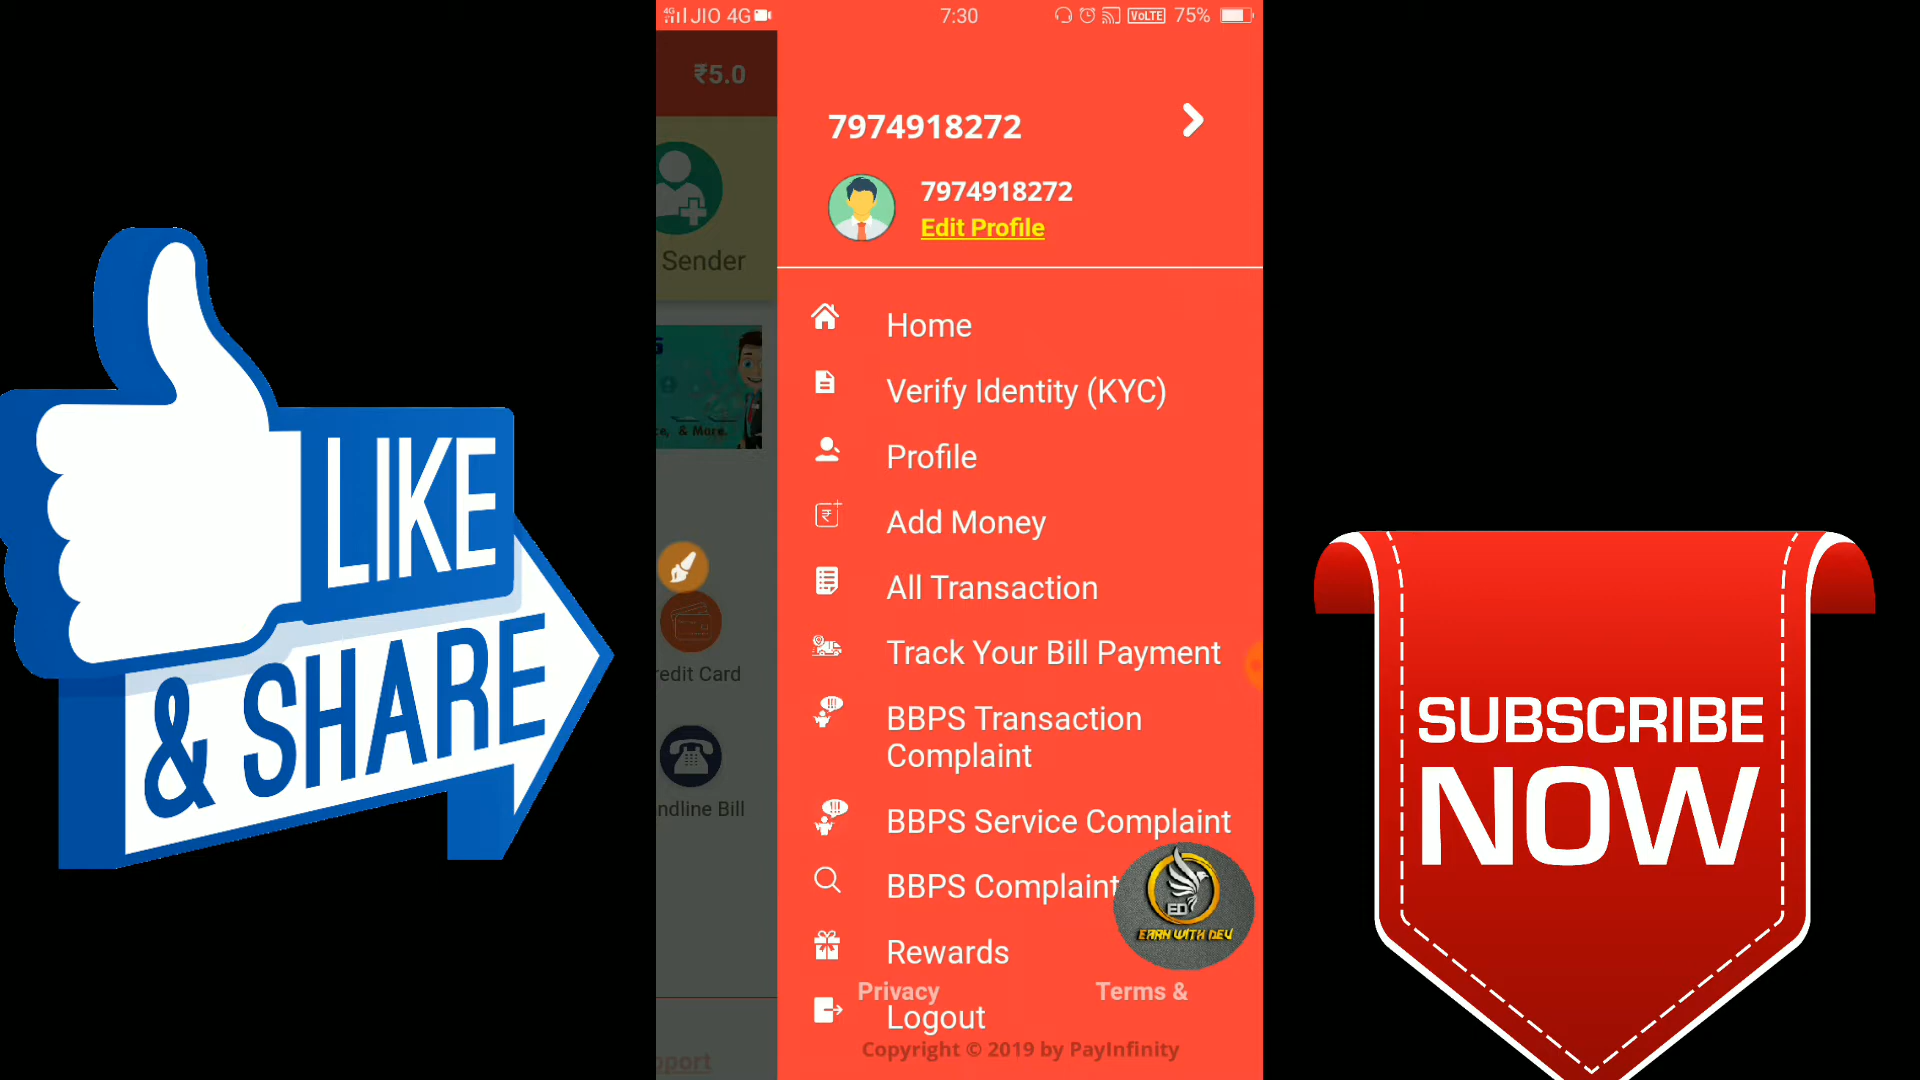 JIO 4G
7:30
VoLTE
75%
₹5.0
7974918272
7974918272
Edit Profile
Sender
Home
Verify Identity (KYC)
& More.
Profile
Add Money
All Transaction
Track Your Bill Payment
Card
BBPS Transaction
Complaint
Bill
BBPS Service Complaint
BBPS Complaint
Rewards
Privacy
Terms &
Logout
Copyright © 2019 by PayInfinity
LIKE
& SHARE
SUBSCRIBE
NOW
ED
EARN WITH DEV